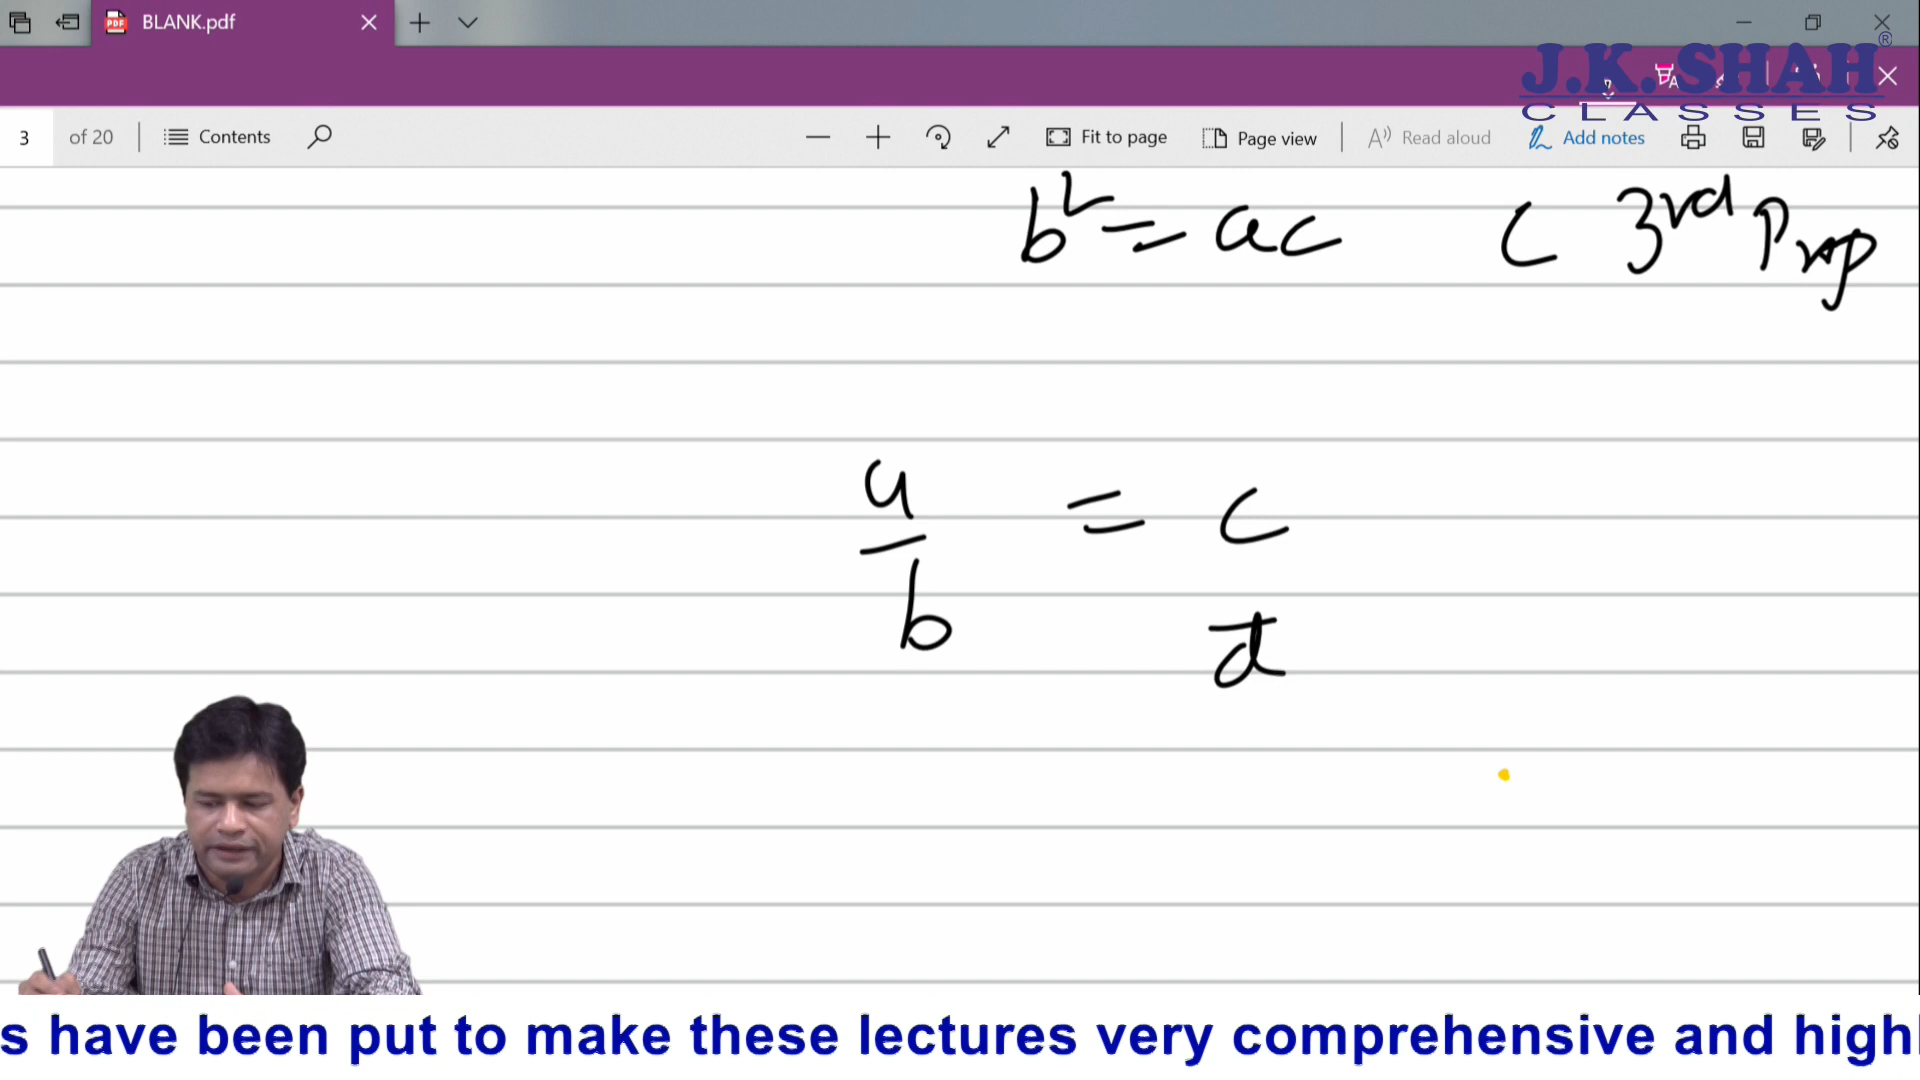 BLANK.pdf
J.K.SHAH®
CLASSES
3 of 20 Contents Fit to page Page view Read aloud Add notes
b² = ac c 3rd Prop
a/b = c/d
s have been put to make these lectures very comprehensive and high